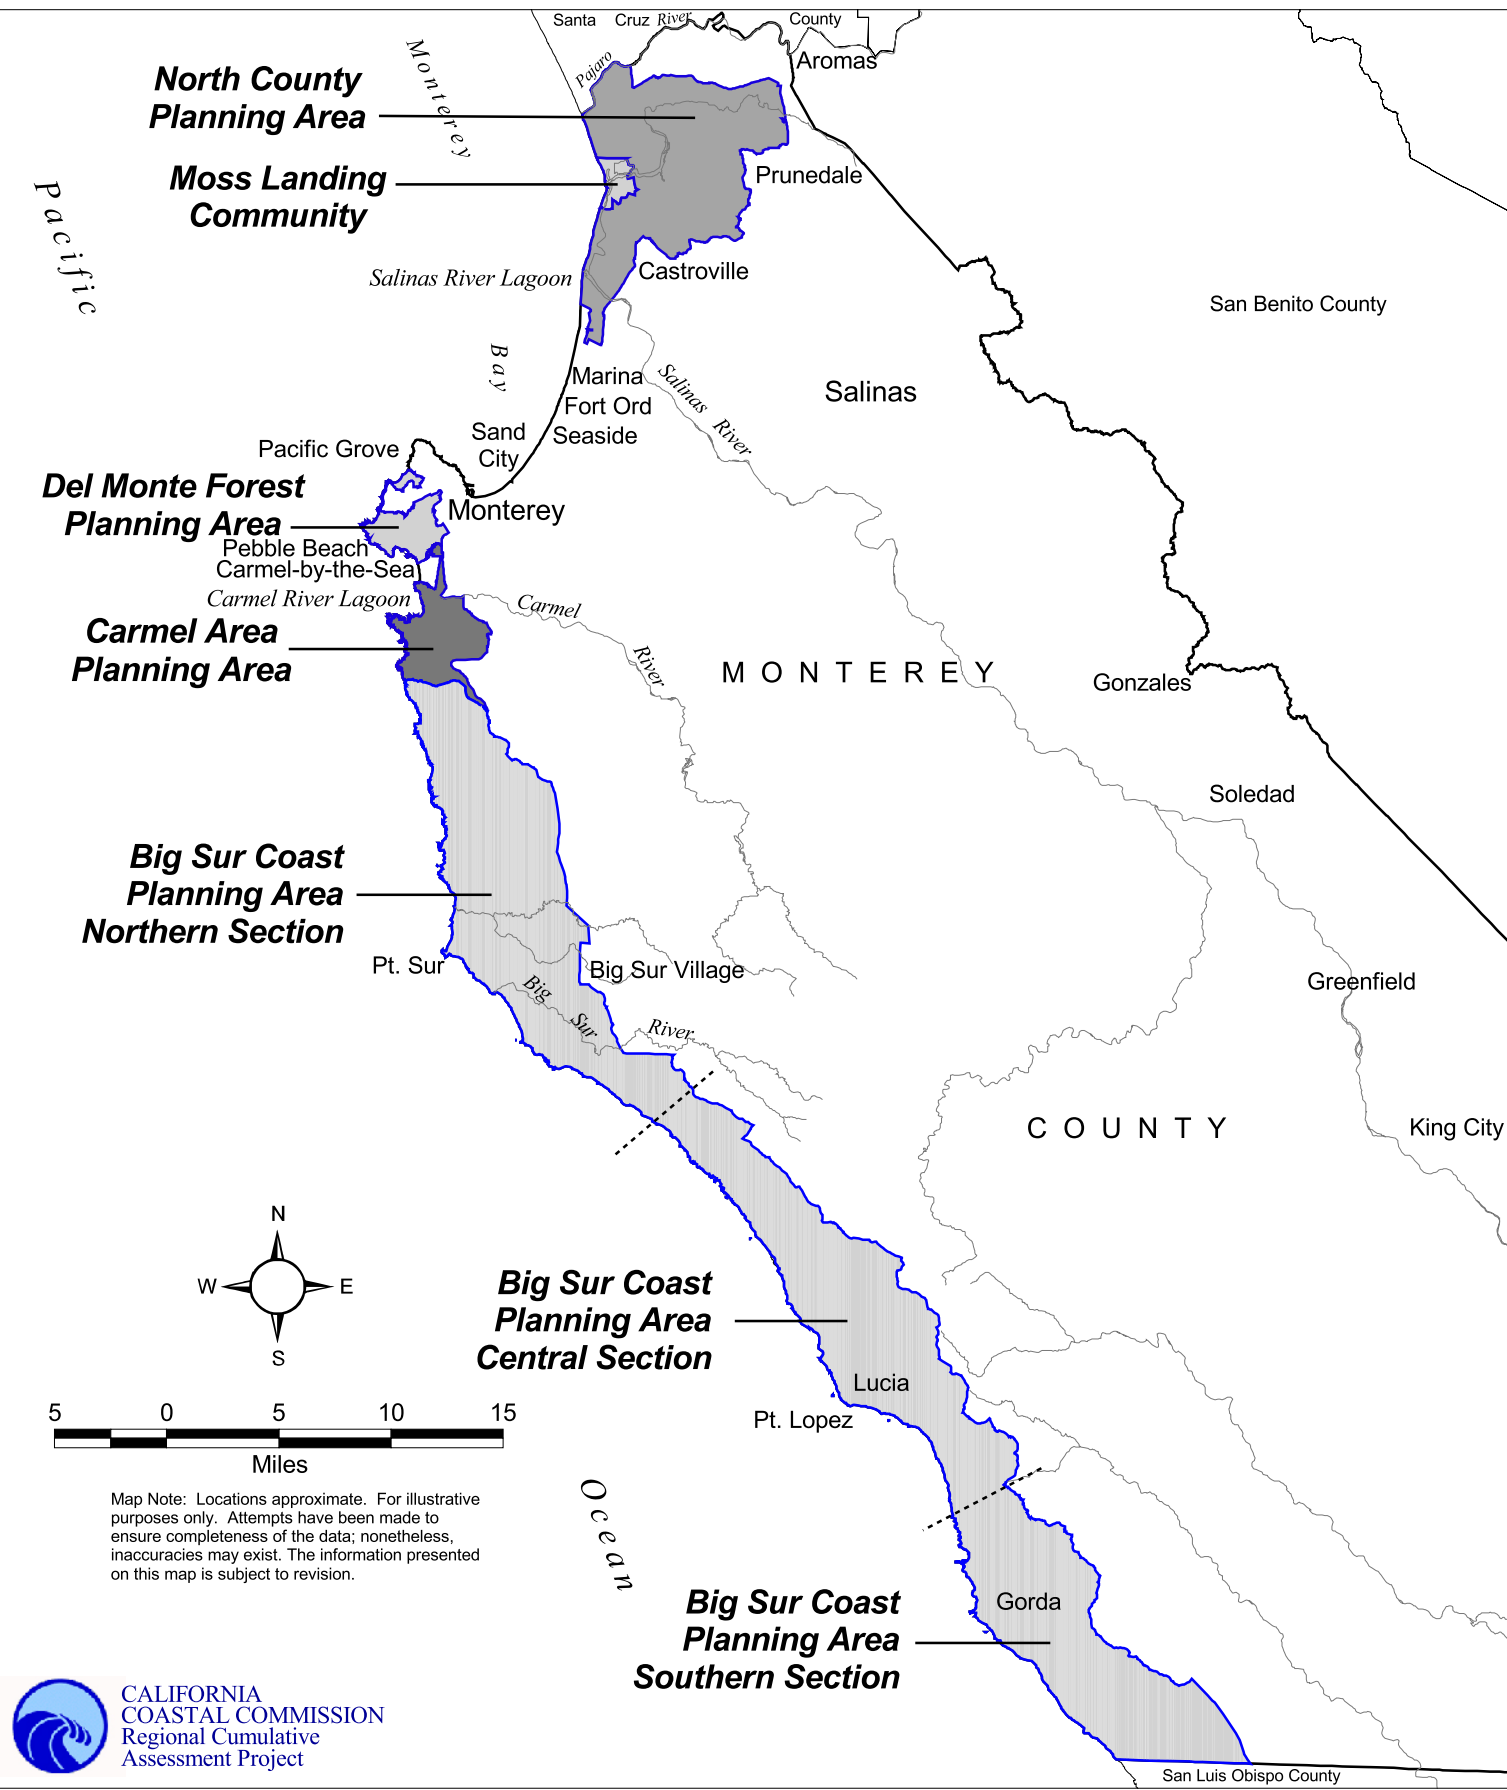 Santa Cruz River County
Pajaro
Aromas
North County
Planning Area
Monterey
Moss Landing
Community
Prunedale
Pacific
Salinas River Lagoon
Castroville
San Benito County
Bay
Marina
Fort Ord
Seaside
Sand
City
Salinas River
Salinas
Pacific Grove
Del Monte Forest
Planning Area
Monterey
Pebble Beach
Carmel-by-the-Sea
Carmel River Lagoon
Carmel River
Carmel Area
Planning Area
MONTEREY
Gonzales
Soledad
Big Sur Coast
Planning Area
Northern Section
Pt. Sur
Big Sur Village
Big Sur River
Greenfield
COUNTY
King City
N
W E
S
Big Sur Coast
Planning Area
Central Section
Lucia
Pt. Lopez
5 0 5 10 15
Miles
Map Note: Locations approximate. For illustrative
purposes only. Attempts have been made to
ensure completeness of the data; nonetheless,
inaccuracies may exist. The information presented
on this map is subject to revision.
Ocean
Gorda
Big Sur Coast
Planning Area
Southern Section
CALIFORNIA
COASTAL COMMISSION
Regional Cumulative
Assessment Project
San Luis Obispo County